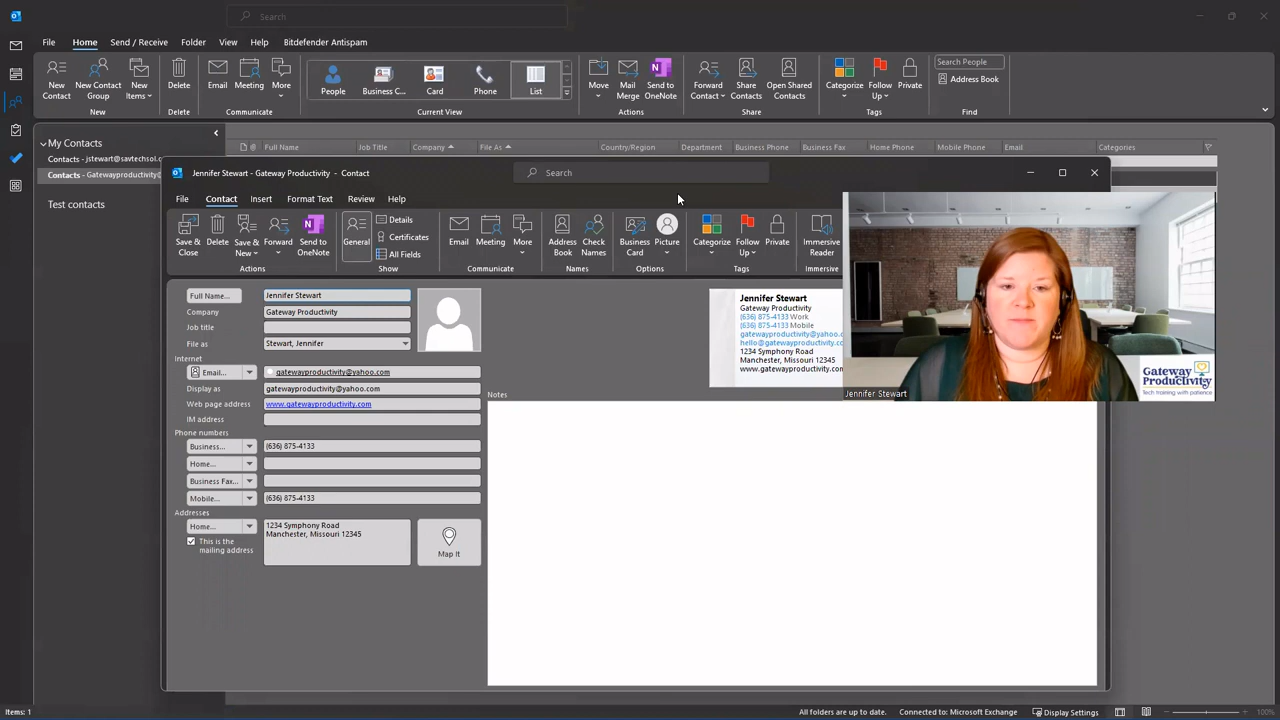 Search
File Home Send / Receive Folder View Help Bitdefender Antispam
New Contact
New Contact Group
New Items
Delete
Email
Meeting
More
People
Business C...
Card
Phone
List
Move
Mail Merge
Send to OneNote
Forward Contact
Share Contacts
Open Shared Contacts
Categorize
Follow Up
Private
Search People
Address Book
New Delete Communicate Current View Actions Share Tags Find
My Contacts
Contacts - jstewart@savtechsol.c
Contacts - Gatewayproductivity@
Test contacts
Full Name Job Title Company File As Country/Region Department Business Phone Business Fax Home Phone Mobile Phone Email Categories
Jennifer Stewart - Gateway Productivity - Contact
Search
File Contact Insert Format Text Review Help
Save & Close
Delete
Save & New
Forward
Send to OneNote
General
Details
Certificates
All Fields
Email
Meeting
More
Address Book
Check Names
Business Card
Picture
Categorize
Follow Up
Private
Immersive Reader
Actions Show Communicate Names Options Tags Immersive
Full Name... Jennifer Stewart
Company Gateway Productivity
Job title
File as Stewart, Jennifer
Internet
Email... gatewayproductivity@yahoo.com
Display as gatewayproductivity@yahoo.com
Web page address www.gatewayproductivity.com
IM address
Phone numbers
Business... (636) 875-4133
Home...
Business Fax...
Mobile... (636) 875-4133
Addresses
Home... 1234 Symphony Road
Manchester, Missouri 12345
This is the mailing address
Map It
Jennifer Stewart
Gateway Productivity
(636) 875-4133 Work
(636) 875-4133 Mobile
gatewayproductivity@yahoo.c
hello@gatewayproductivity.cc
1234 Symphony Road
Manchester, Missouri 12345
www.gatewayproductivity.com
Notes
Jennifer Stewart
Gateway
Productivity
Tech training with patience
Items: 1
All folders are up to date. Connected to: Microsoft Exchange Display Settings 100%